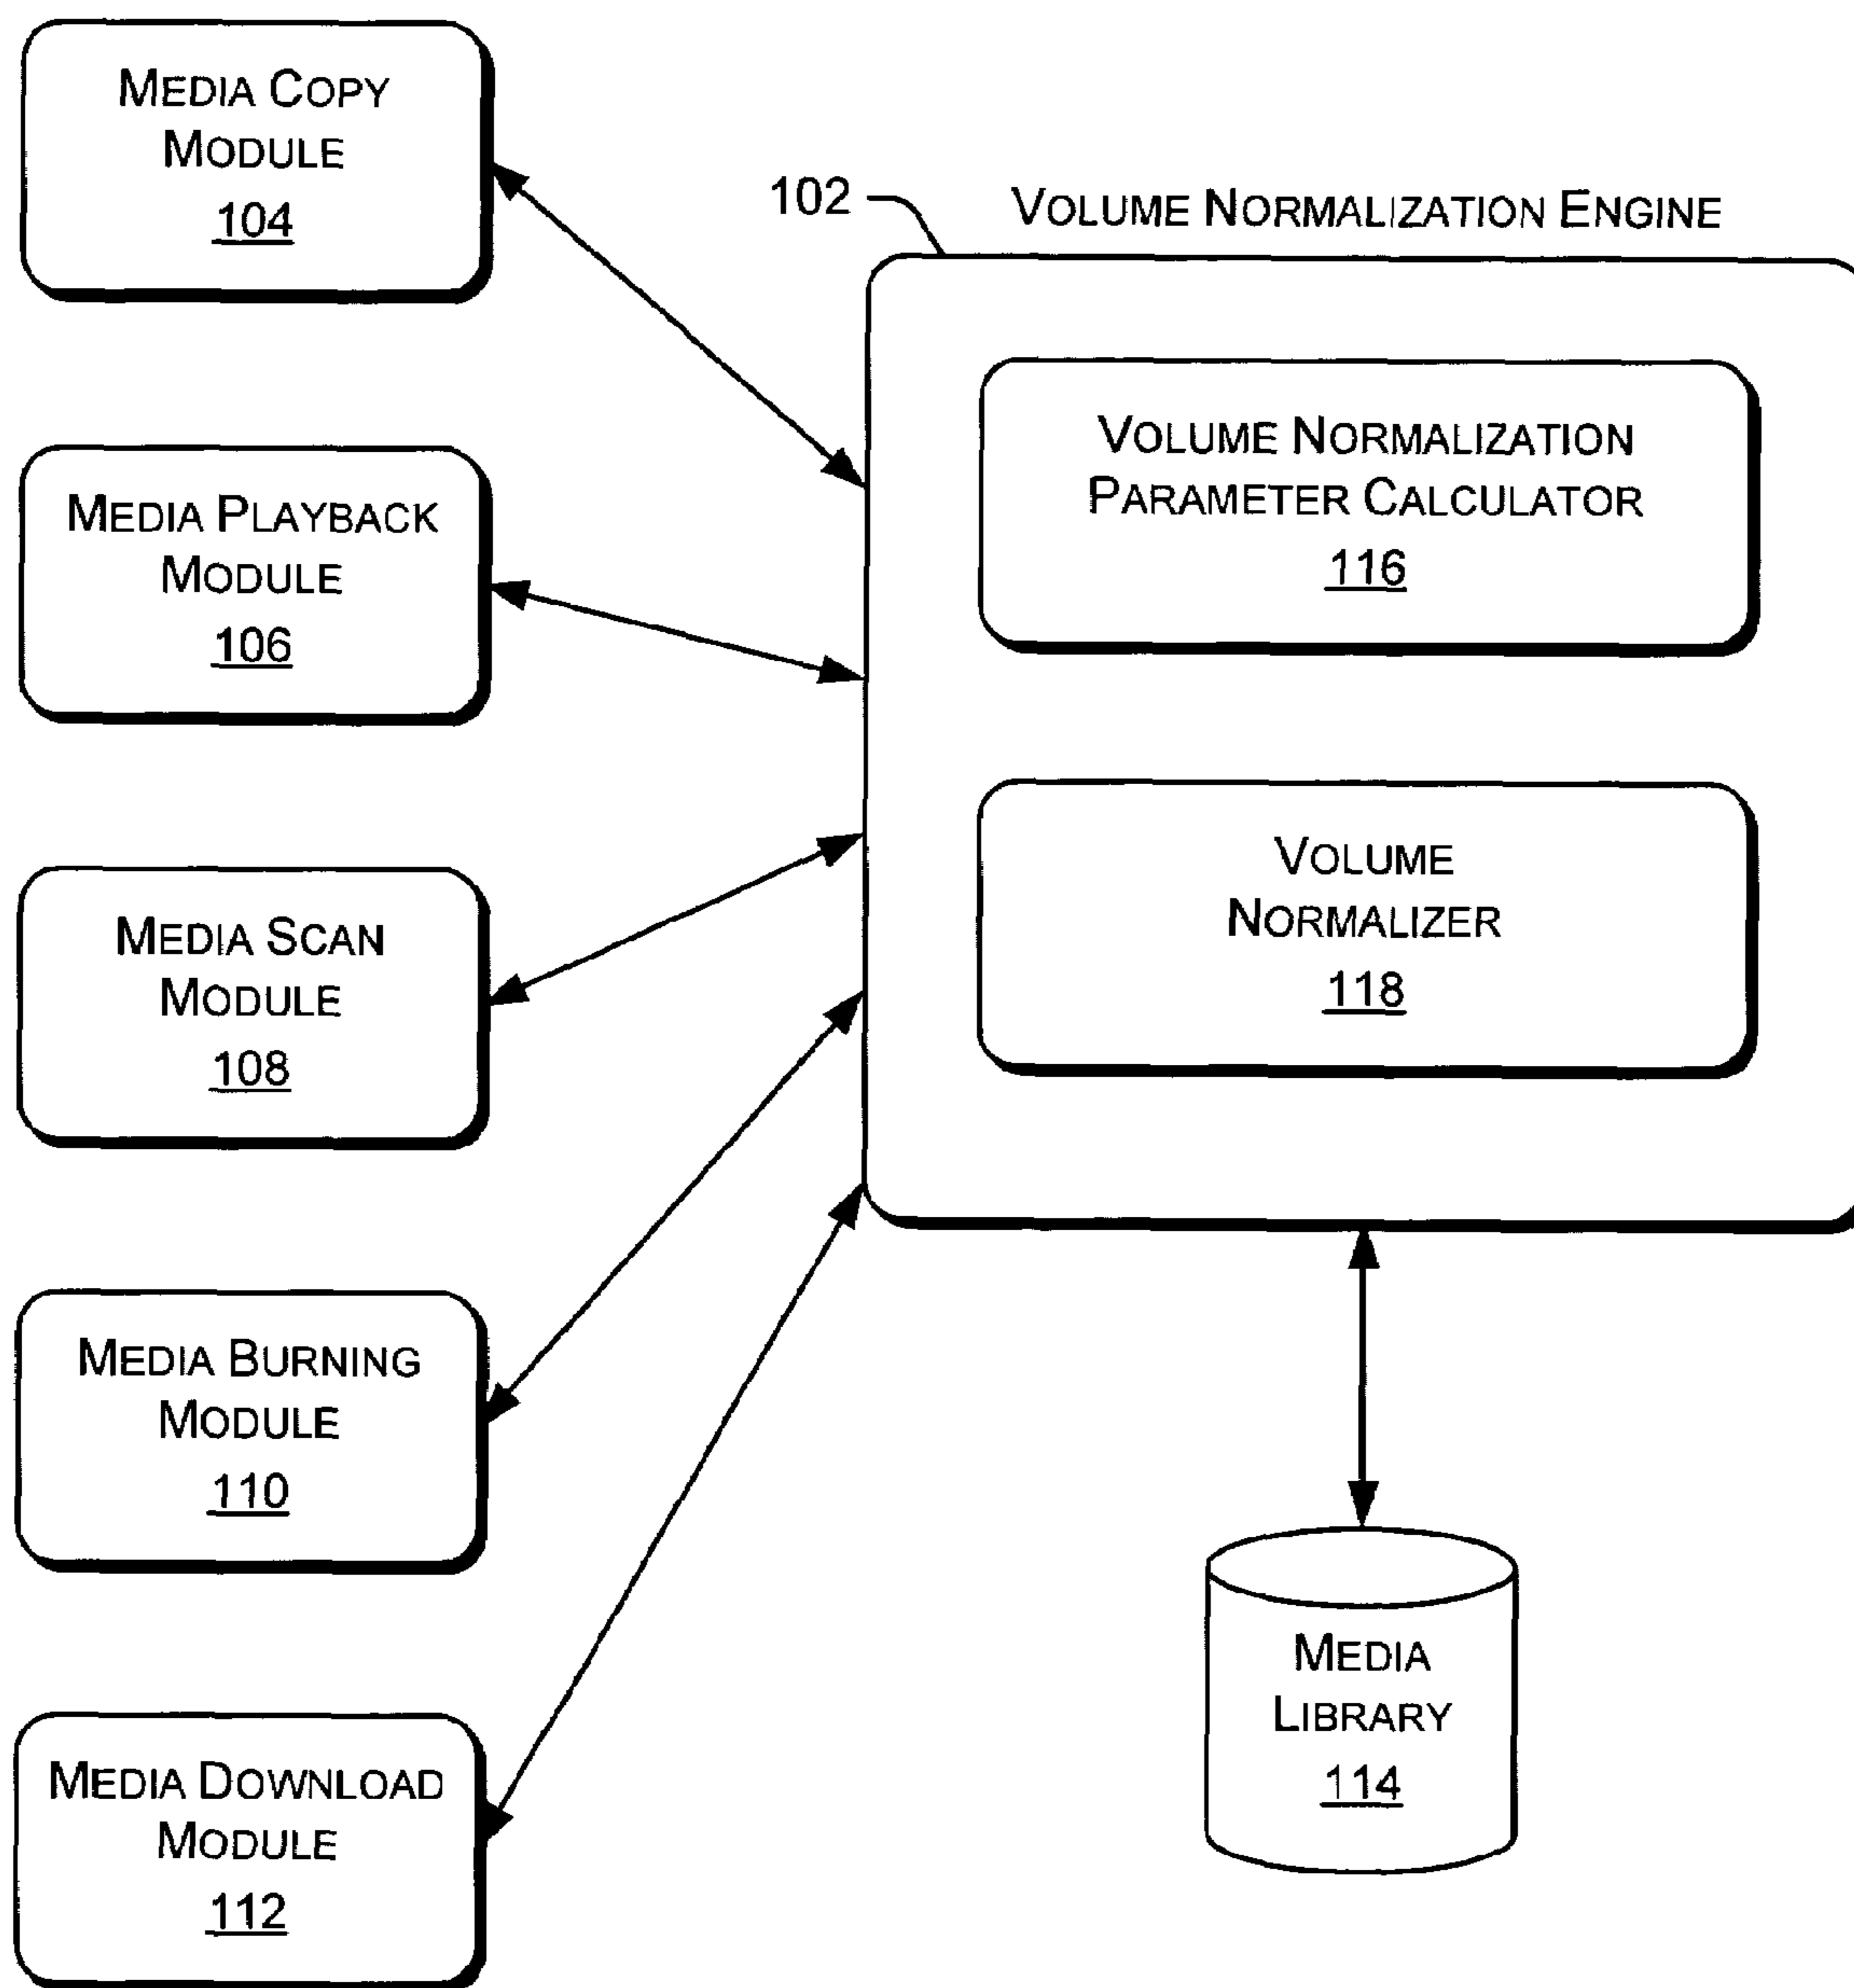 MEDIA COPY
MODULE
104
MEDIA PLAYBACK
MODULE
106
MEDIA SCAN
MODULE
108
MEDIA BURNING
MODULE
110
MEDIA DOWNLOAD
MODULE
112
102
VOLUME NORMALIZATION ENGINE
VOLUME NORMALIZATION
PARAMETER CALCULATOR
116
VOLUME
NORMALIZER
118
MEDIA
LIBRARY
114